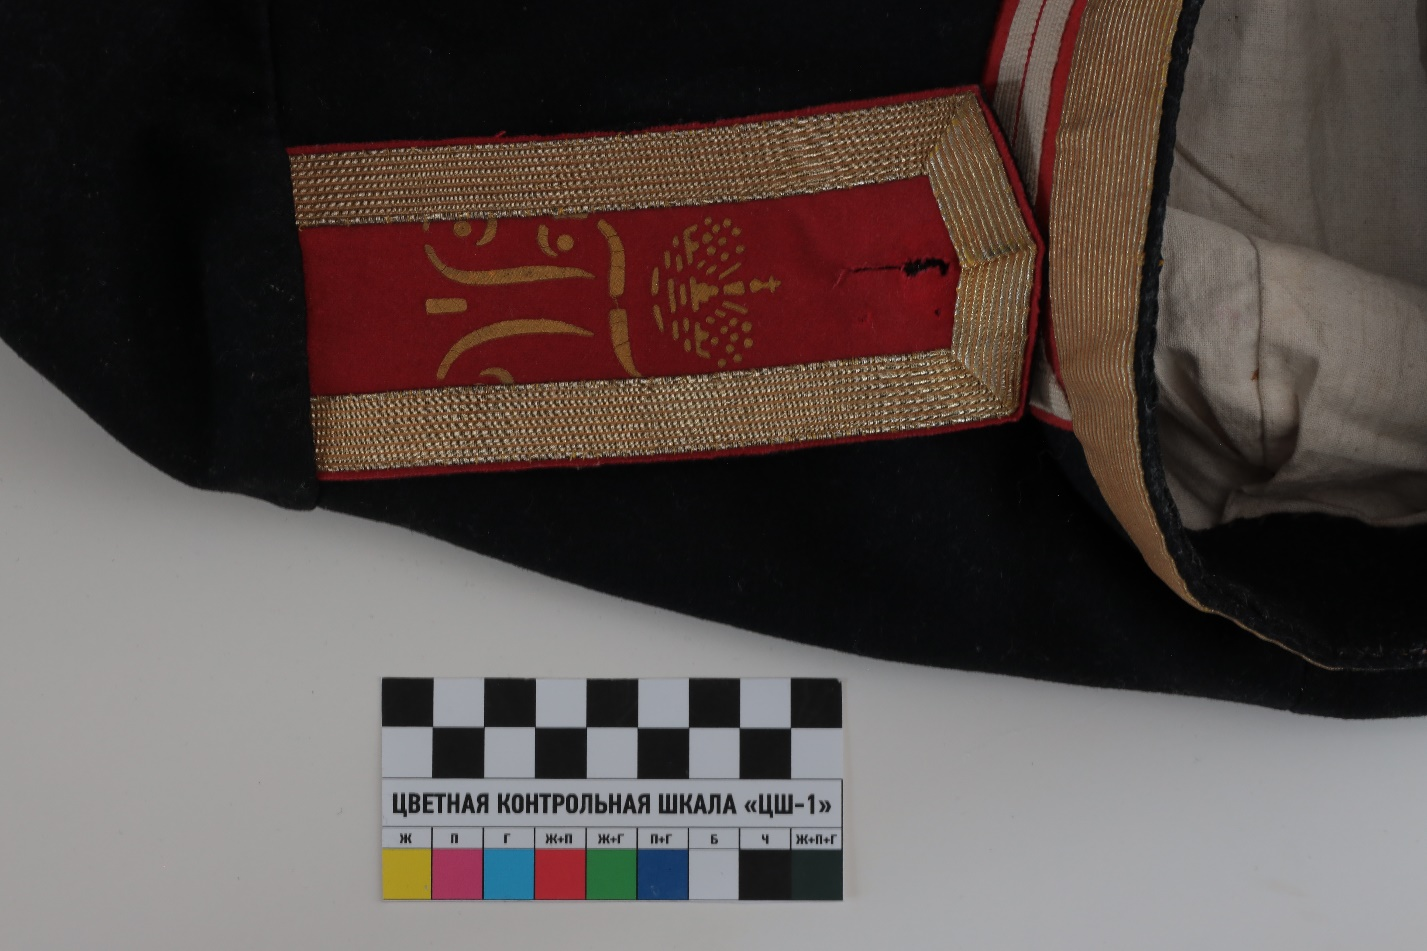 ЦВЕТНАЯ КОНТРОЛЬНАЯ ШКАЛА «ЦШ-1»
Ж П Г Ж+П Ж+Г П+Г Б Ч Ж+П+Г